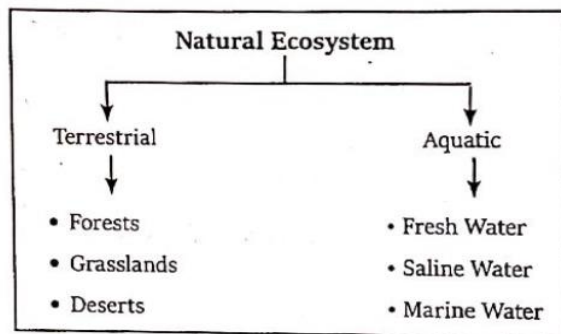 Natural Ecosystem
Terrestrial
Aquatic
• Forests
• Grasslands
• Deserts
• Fresh Water
• Saline Water
• Marine Water